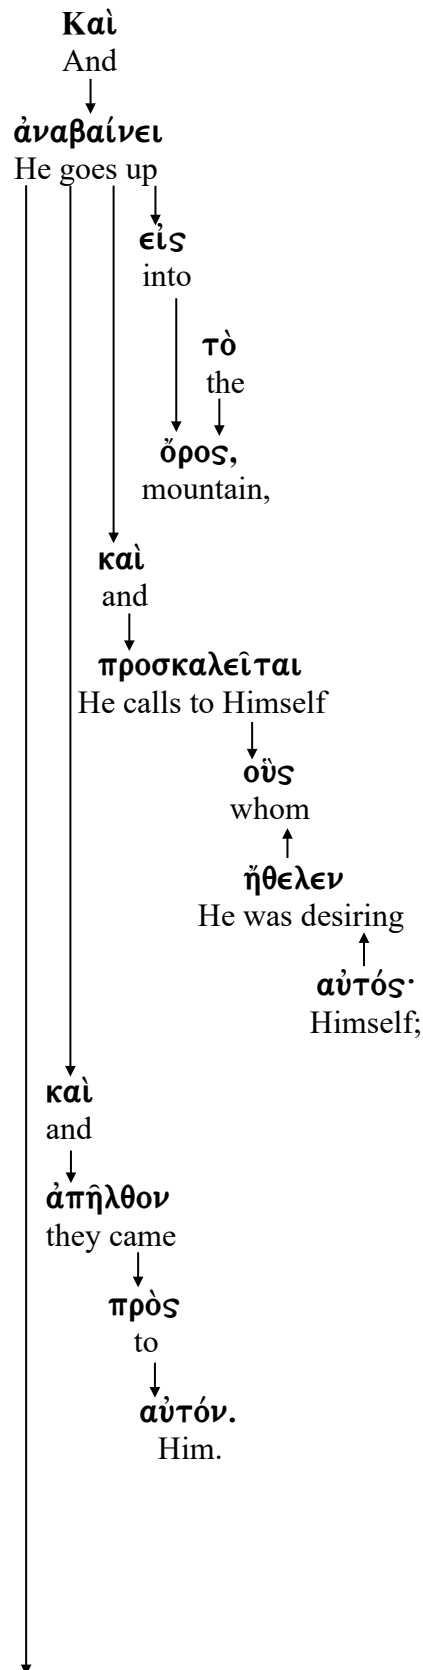 Καὶ
And
ἀναβαίνει
He goes up
εἰς
into
τὸ
the
ὄρος,
mountain,
καὶ
and
προσκαλεῖται
He calls to Himself
οὓς
whom
ἤθελεν
He was desiring
αὐτός·
Himself;
καὶ
and
ἀπῆλθον
they came
πρὸς
to
αὐτόν.
Him.